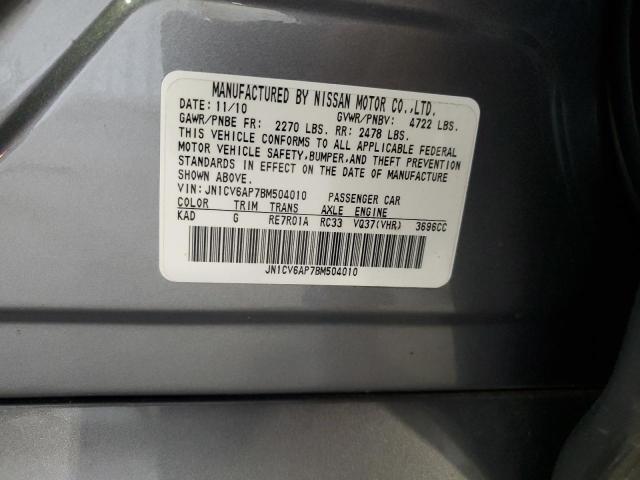 MANUFACTURED BY NISSAN MOTOR CO.,LTD.
DATE: 11/10 GVWR/PNBV: 4722 LBS.
GAWR/PNBE FR: 2270 LBS. RR: 2478 LBS.
THIS VEHICLE CONFORMS TO ALL APPLICABLE FEDERAL
MOTOR VEHICLE SAFETY,BUMPER,AND THEFT PREVENTION
STANDARDS IN EFFECT ON THE DATE OF MANUFACTURE
SHOWN ABOVE.
VIN:JN1CV6AP7BM504010 PASSENGER CAR
COLOR TRIM TRANS AXLE ENGINE
KAD G RE7R01A RC33 VQ37(VHR) 3696CC
JN1CV6AP7BM504010